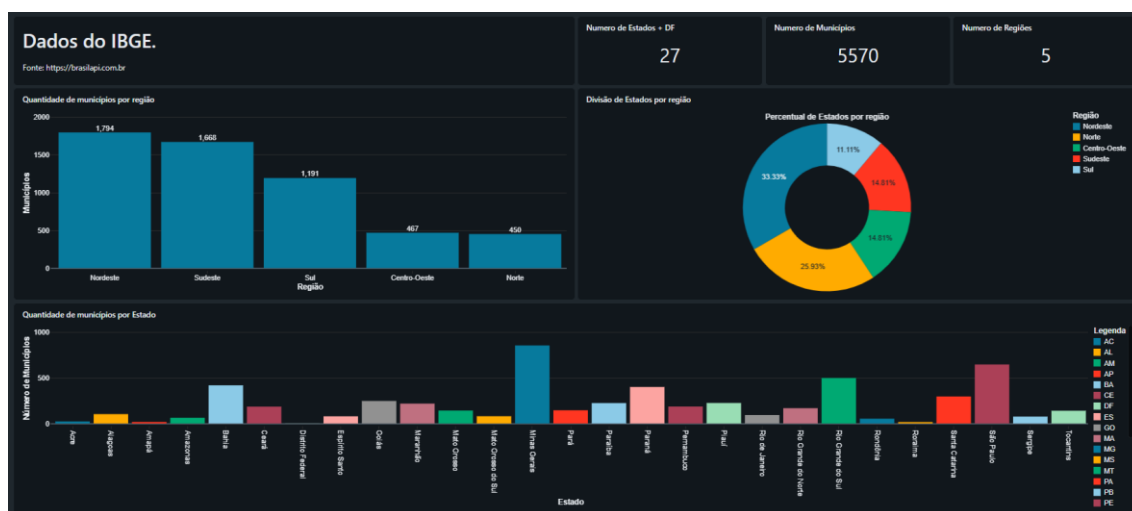 Dados do IBGE.
Fonte: https://brasilapi.com.br
Numero de Estados + DF
27
Numero de Municípios
5570
Numero de Regiões
5
Quantidade de municípios por região
Municípios
2000
1500
1000
500
0
1,794
1,668
1,191
467
450
Nordeste
Sudeste
Sul
Centro-Oeste
Norte
Região
Divisão de Estados por região
Percentual de Estados por região
11.11%
14.81%
14.81%
25.93%
33.33%
Região
Nordeste
Norte
Centro-Oeste
Sudeste
Sul
Quantidade de municípios por Estado
Número de Municípios
1000
500
0
Acre
Alagoas
Amapá
Amazonas
Bahia
Ceará
Distrito Federal
Espírito Santo
Goiás
Maranhão
Mato Grosso
Mato Grosso do Sul
Minas Gerais
Pará
Paraíba
Paraná
Pernambuco
Piauí
Rio de Janeiro
Rio Grande do Norte
Rio Grande do Sul
Rondônia
Roraima
Santa Catarina
São Paulo
Sergipe
Tocantins
Estado
Legenda
AC
AL
AM
AP
BA
CE
DF
ES
GO
MA
MG
MS
MT
PA
PB
PE